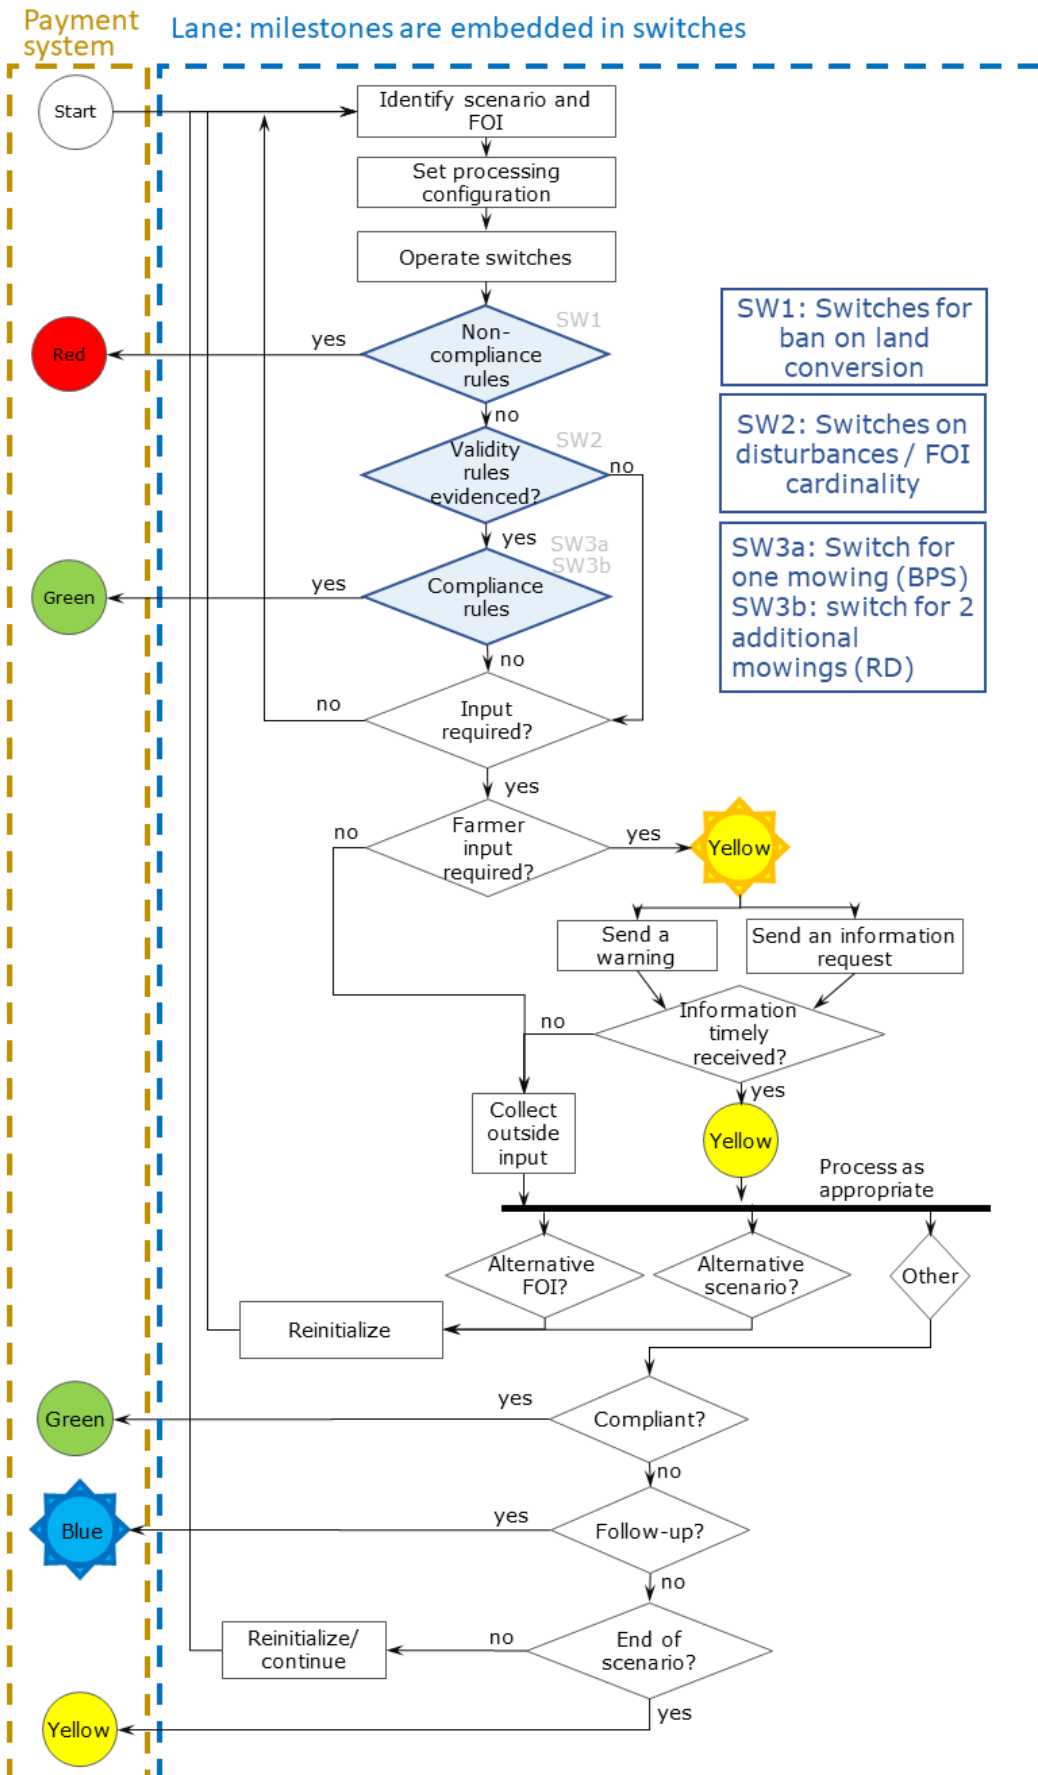 Payment
system
Lane: milestones are embedded in switches
Start
Identify scenario and
FOI
Set processing
configuration
Operate switches
SW1
Non-
compliance
rules
yes
Red
no
SW2
Validity
rules
evidenced?
no
yes
SW3a
SW3b
Compliance
rules
yes
Green
no
SW1: Switches for
ban on land
conversion
SW2: Switches on
disturbances / FOI
cardinality
SW3a: Switch for
one mowing (BPS)
SW3b: switch for 2
additional
mowings (RD)
Input
required?
no
yes
Farmer
input
required?
no
yes
Yellow
Send a
warning
Send an information
request
Information
timely
received?
no
yes
Collect
outside
input
Yellow
Process as
appropriate
Alternative
FOI?
Alternative
scenario?
Other
Reinitialize
Compliant?
yes
Green
no
Follow-up?
yes
Blue
no
End of
scenario?
no
Reinitialize/
continue
yes
Yellow